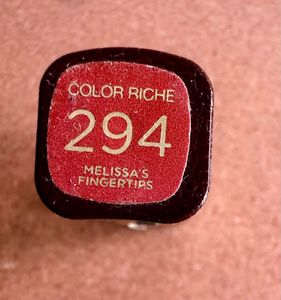 COLOR RICHE
294
MELISSA'S
FINGERTIPS